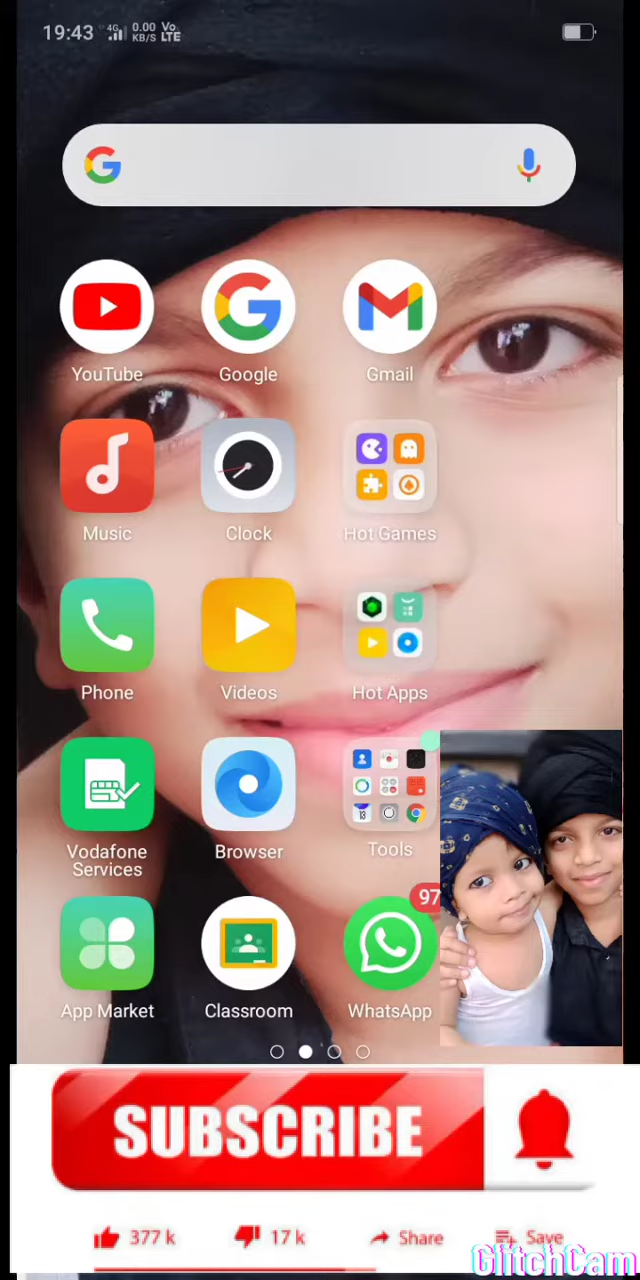 19:43 4G 0.00 KB/S Vo LTE
YouTube
Google
Gmail
Music
Clock
Hot Games
Phone
Videos
Hot Apps
Vodafone
Services
Browser
Tools
App Market
Classroom
97
WhatsApp
SUBSCRIBE
377 k
17 k
Share
Save
GlitchCam